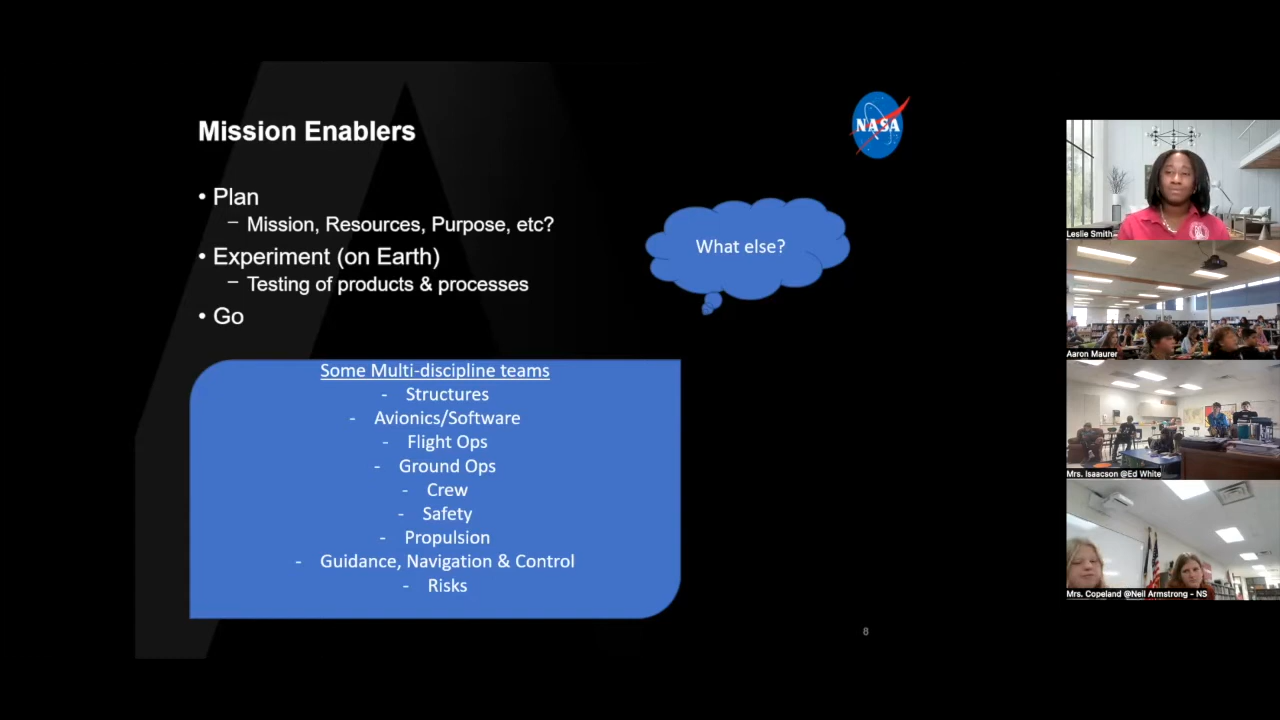 Mission Enablers
NASA
• Plan
– Mission, Resources, Purpose, etc?
• Experiment (on Earth)
– Testing of products & processes
• Go
What else?
Some Multi-discipline teams
- Structures
- Avionics/Software
- Flight Ops
- Ground Ops
- Crew
- Safety
- Propulsion
- Guidance, Navigation & Control
- Risks
8
Leslie Smith
Aaron Maurer
Mrs. Isaacson @Ed White
Mrs. Copeland @Neil Armstrong - NS